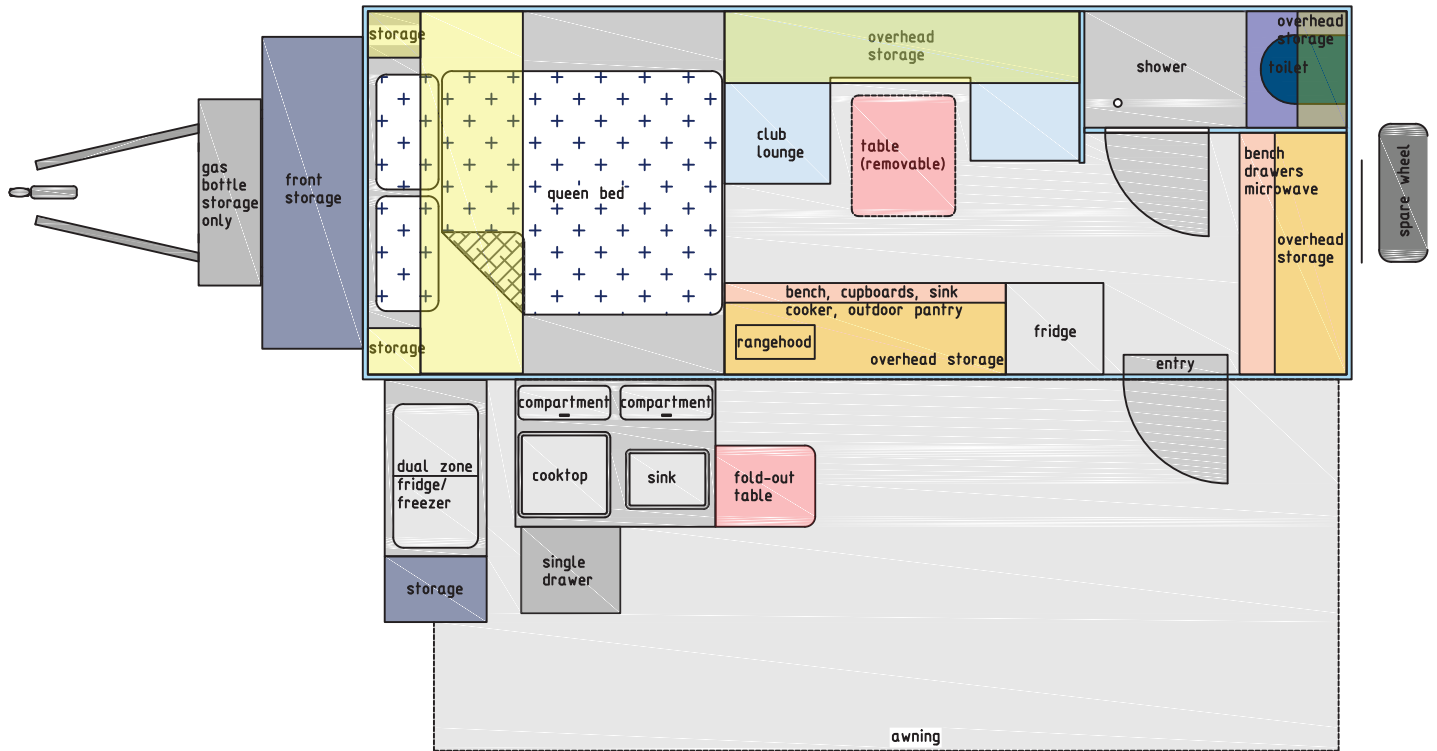 storage
overhead
storage
overhead
storage
shower
toilet
gas
bottle
storage
only
front
storage
queen bed
club
lounge
table
(removable)
bench
drawers
microwave
overhead
storage
spare wheel
bench, cupboards, sink
cooker, outdoor pantry
rangehood
overhead storage
fridge
entry
storage
compartment
compartment
dual zone
fridge/
freezer
cooktop
sink
fold-out
table
single
drawer
storage
awning